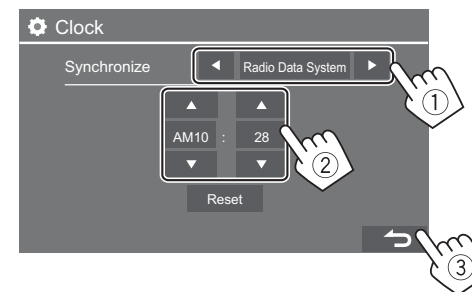 Clock
Synchronize
Radio Data System
①
AM10 : 28
②
Reset
③